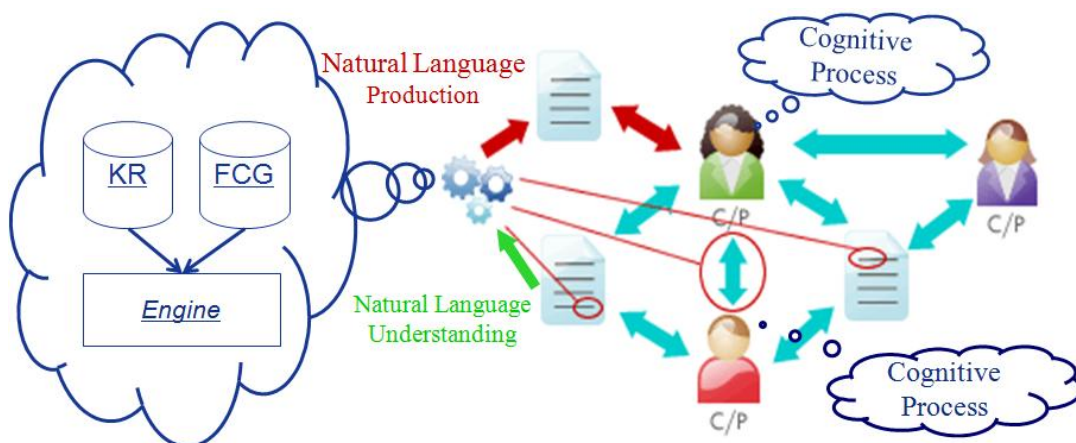 KR
FCG
Engine
Natural Language
Production
Natural Language
Understanding
Cognitive
Process
C/P
C/P
C/P
Cognitive
Process